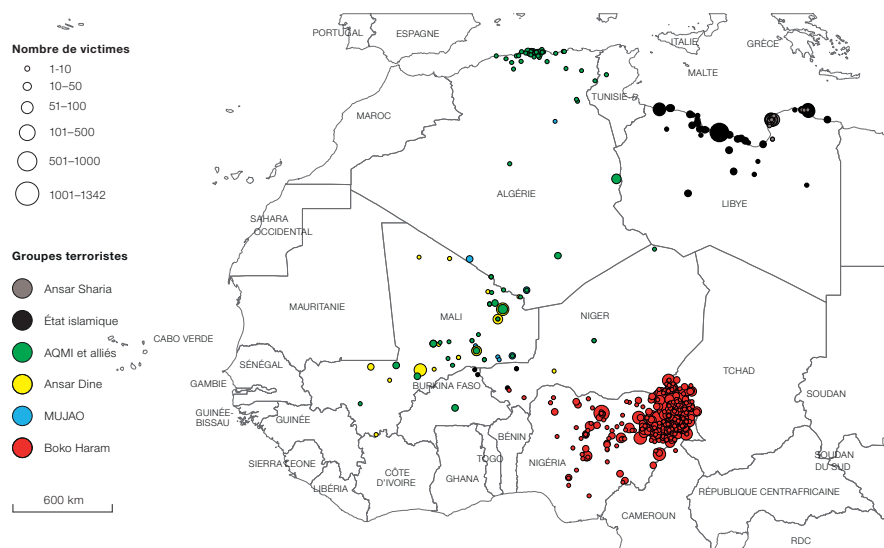 Nombre de victimes
1-10
10–50
51–100
101–500
501–1000
1001–1342
Groupes terroristes
Ansar Sharia
État islamique
AQMI et alliés
Ansar Dine
MUJAO
Boko Haram
600 km
PORTUGAL
ESPAGNE
ITALIE
GRÈCE
MALTE
TUNISIE
MAROC
ALGÉRIE
LIBYE
SAHARA
OCCIDENTAL
MAURITANIE
MALI
NIGER
TCHAD
SOUDAN
CABO VERDE
SÉNÉGAL
GAMBIE
GUINÉE-
BISSAU
GUINÉE
SIERRA LEONE
LIBÉRIA
CÔTE
D'IVOIRE
BURKINA FASO
GHANA
TOGO
BÉNIN
NIGÉRIA
CAMEROUN
RÉPUBLIQUE CENTRAFRICAINE
SOUDAN
DU SUD
RDC